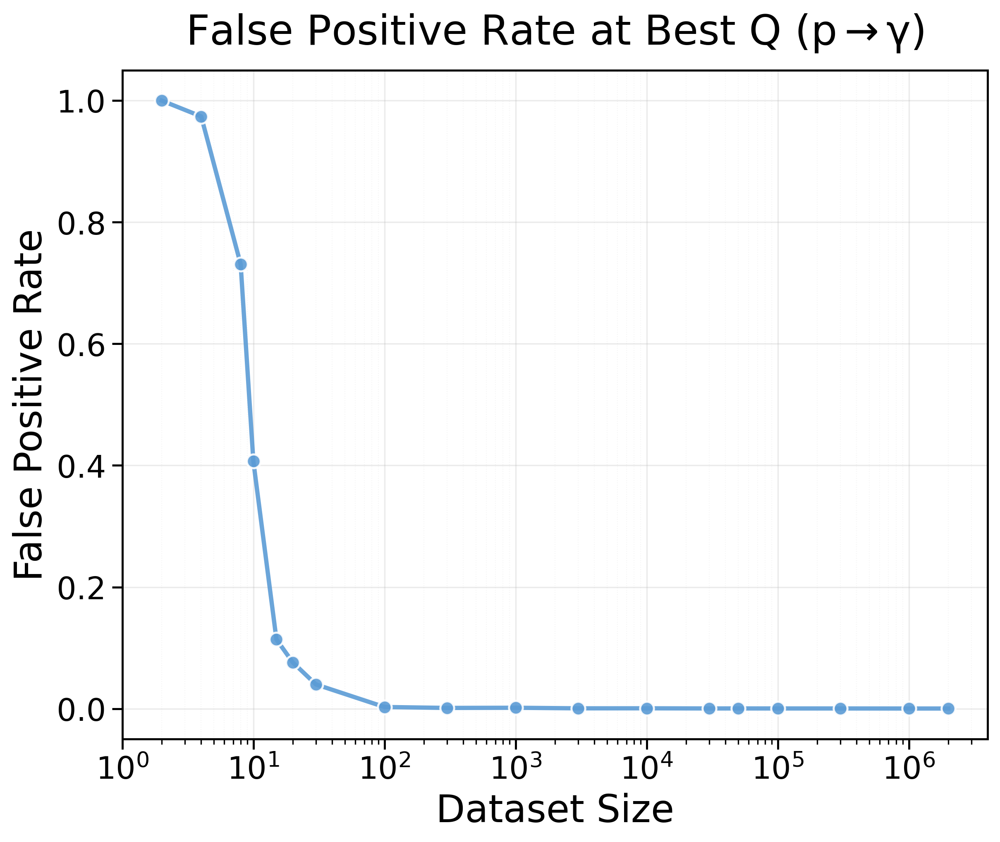 False Positive Rate at Best Q (p → γ)
False Positive Rate
1.0
0.8
0.6
0.4
0.2
0.0
10⁰ 10¹ 10² 10³ 10⁴ 10⁵ 10⁶
Dataset Size